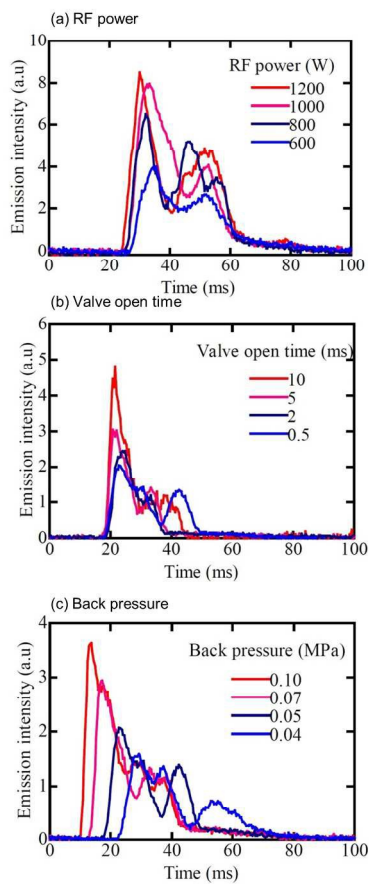 (a) RF power
Emission intensity (a.u)
10
8
6
4
2
0
RF power (W)
1200
1000
800
600
0 20 40 60 80 100
Time (ms)
(b) Valve open time
Emission intensity (a.u)
6
5
4
3
2
1
0
Valve open time (ms)
10
5
2
0.5
0 20 40 60 80 100
Time (ms)
(c) Back pressure
Emission intensity (a.u)
4
3
2
1
0
Back pressure (MPa)
0.10
0.07
0.05
0.04
0 20 40 60 80 100
Time (ms)